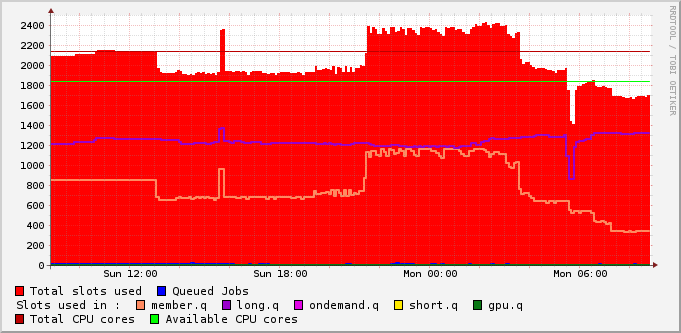 RRDTOOL / TOBI OETIKER
2400
2200
2000
1800
1600
1400
1200
1000
800
600
400
200
0
Sun 12:00 Sun 18:00 Mon 00:00 Mon 06:00
Total slots used Queued Jobs
Slots used in : member.q long.q ondemand.q short.q gpu.q
Total CPU cores Available CPU cores